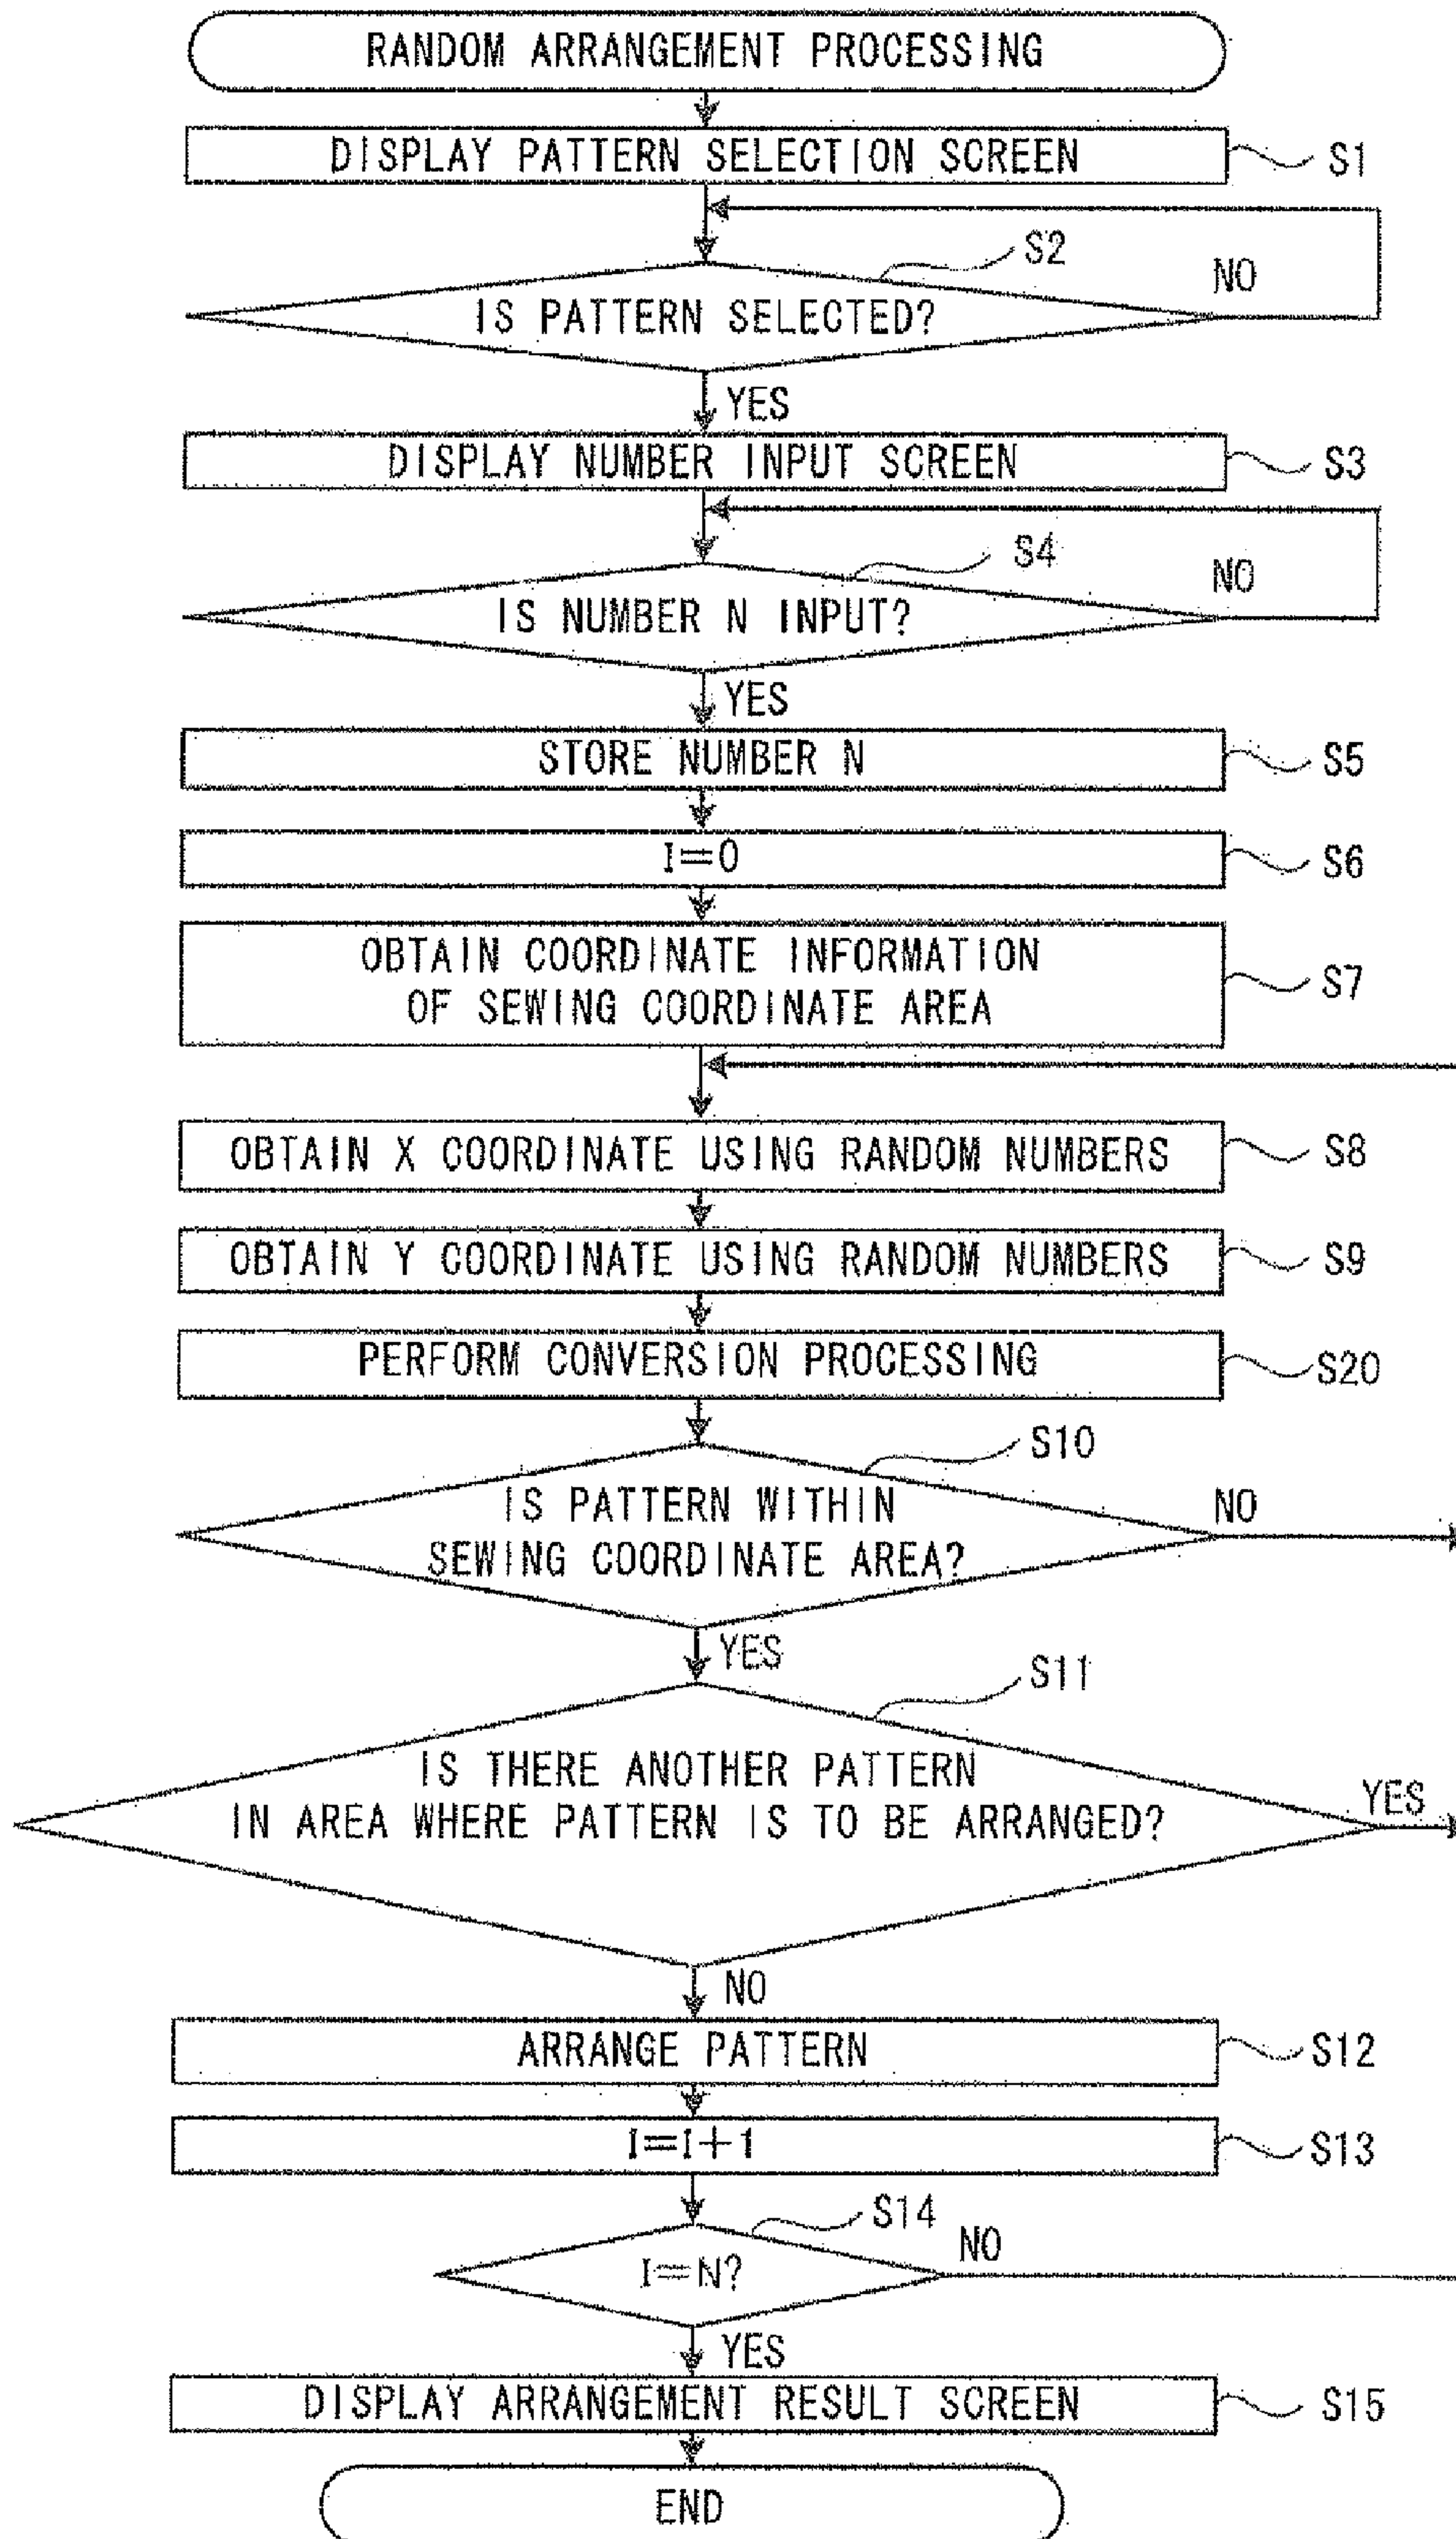 RANDOM ARRANGEMENT PROCESSING
DISPLAY PATTERN SELECTION SCREEN
S1
S2
NO
IS PATTERN SELECTED?
YES
DISPLAY NUMBER INPUT SCREEN
S3
S4
NO
IS NUMBER N INPUT?
YES
STORE NUMBER N
S5
I=0
S6
OBTAIN COORDINATE INFORMATION
OF SEWING COORDINATE AREA
S7
OBTAIN X COORDINATE USING RANDOM NUMBERS
S8
OBTAIN Y COORDINATE USING RANDOM NUMBERS
S9
PERFORM CONVERSION PROCESSING
S20
S10
IS PATTERN WITHIN
SEWING COORDINATE AREA?
NO
YES
S11
IS THERE ANOTHER PATTERN
IN AREA WHERE PATTERN IS TO BE ARRANGED?
YES
NO
ARRANGE PATTERN
S12
I=I+1
S13
S14
I=N?
NO
YES
DISPLAY ARRANGEMENT RESULT SCREEN
S15
END